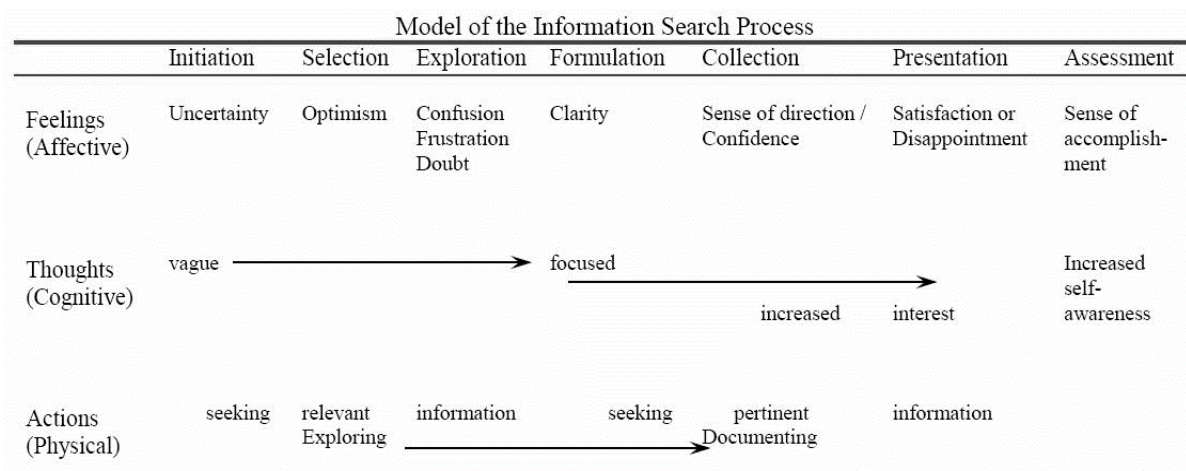 Model of the Information Search Process
Initiation Selection Exploration Formulation Collection Presentation Assessment
Feelings (Affective) Uncertainty Optimism Confusion Frustration Doubt Clarity Sense of direction / Confidence Satisfaction or Disappointment Sense of accomplish-ment
Thoughts (Cognitive) vague focused increased interest Increased self-awareness
Actions (Physical) seeking relevant information seeking pertinent information
Exploring Documenting